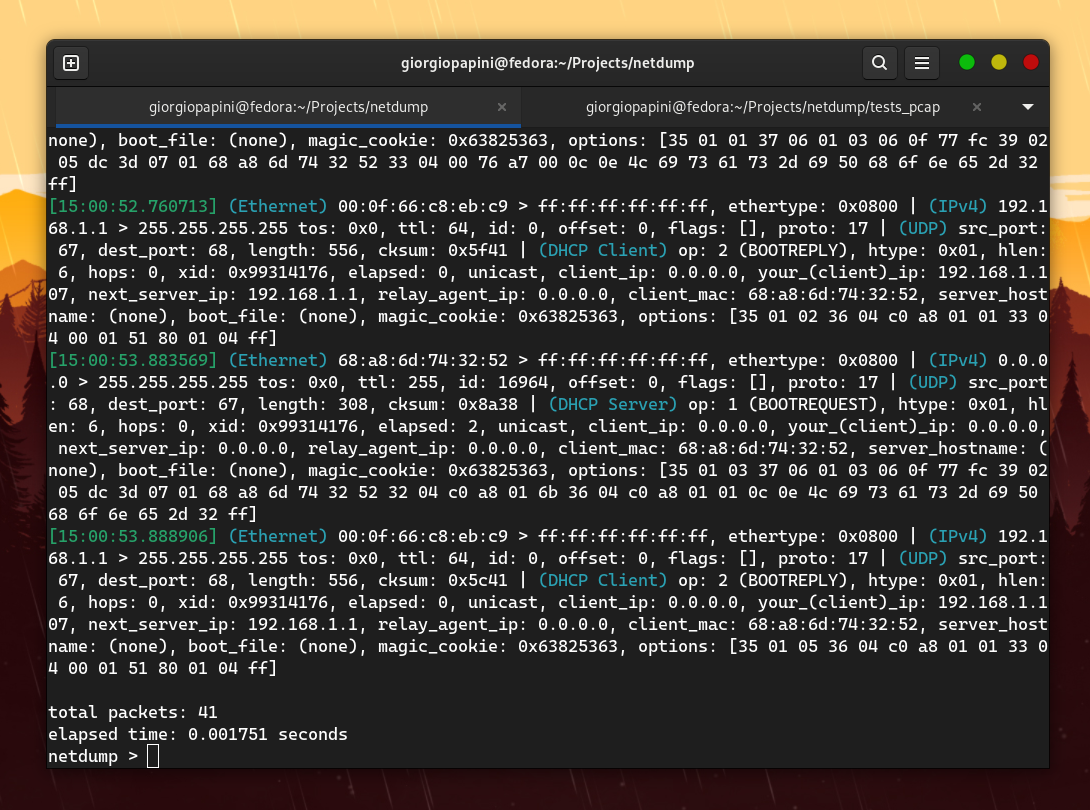 giorgiopapini@fedora:~/Projects/netdump
giorgiopapini@fedora:~/Projects/netdump
giorgiopapini@fedora:~/Projects/netdump/tests_pcap
none), boot_file: (none), magic_cookie: 0x63825363, options: [35 01 01 37 06 01 03 06 0f 77 fc 39 02
05 dc 3d 07 01 68 a8 6d 74 32 52 33 04 00 76 a7 00 0c 0e 4c 69 73 61 73 2d 69 50 68 6f 6e 65 2d 32
ff]
[15:00:52.760713] (Ethernet) 00:0f:66:c8:eb:c9 > ff:ff:ff:ff:ff:ff, ethertype: 0x0800 | (IPv4) 192.1
68.1.1 > 255.255.255.255 tos: 0x0, ttl: 64, id: 0, offset: 0, flags: [], proto: 17 | (UDP) src_port:
67, dest_port: 68, length: 556, cksum: 0x5f41 | (DHCP Client) op: 2 (BOOTREPLY), htype: 0x01, hlen:
6, hops: 0, xid: 0x99314176, elapsed: 0, unicast, client_ip: 0.0.0.0, your_(client)_ip: 192.168.1.1
07, next_server_ip: 192.168.1.1, relay_agent_ip: 0.0.0.0, client_mac: 68:a8:6d:74:32:52, server_host
name: (none), boot_file: (none), magic_cookie: 0x63825363, options: [35 01 02 36 04 c0 a8 01 01 33 0
4 00 01 51 80 01 04 ff]
[15:00:53.883569] (Ethernet) 68:a8:6d:74:32:52 > ff:ff:ff:ff:ff:ff, ethertype: 0x0800 | (IPv4) 0.0.0
.0 > 255.255.255.255 tos: 0x0, ttl: 255, id: 16964, offset: 0, flags: [], proto: 17 | (UDP) src_port
: 68, dest_port: 67, length: 308, cksum: 0x8a38 | (DHCP Server) op: 1 (BOOTREQUEST), htype: 0x01, hl
en: 6, hops: 0, xid: 0x99314176, elapsed: 2, unicast, client_ip: 0.0.0.0, your_(client)_ip: 0.0.0.0,
next_server_ip: 0.0.0.0, relay_agent_ip: 0.0.0.0, client_mac: 68:a8:6d:74:32:52, server_hostname: (
none), boot_file: (none), magic_cookie: 0x63825363, options: [35 01 03 37 06 01 03 06 0f 77 fc 39 02
05 dc 3d 07 01 68 a8 6d 74 32 52 32 04 c0 a8 01 6b 36 04 c0 a8 01 01 0c 0e 4c 69 73 61 73 2d 69 50
68 6f 6e 65 2d 32 ff]
[15:00:53.888906] (Ethernet) 00:0f:66:c8:eb:c9 > ff:ff:ff:ff:ff:ff, ethertype: 0x0800 | (IPv4) 192.1
68.1.1 > 255.255.255.255 tos: 0x0, ttl: 64, id: 0, offset: 0, flags: [], proto: 17 | (UDP) src_port:
67, dest_port: 68, length: 556, cksum: 0x5c41 | (DHCP Client) op: 2 (BOOTREPLY), htype: 0x01, hlen:
6, hops: 0, xid: 0x99314176, elapsed: 0, unicast, client_ip: 0.0.0.0, your_(client)_ip: 192.168.1.1
07, next_server_ip: 192.168.1.1, relay_agent_ip: 0.0.0.0, client_mac: 68:a8:6d:74:32:52, server_host
name: (none), boot_file: (none), magic_cookie: 0x63825363, options: [35 01 05 36 04 c0 a8 01 01 33 0
4 00 01 51 80 01 04 ff]
total packets: 41
elapsed time: 0.001751 seconds
netdump >